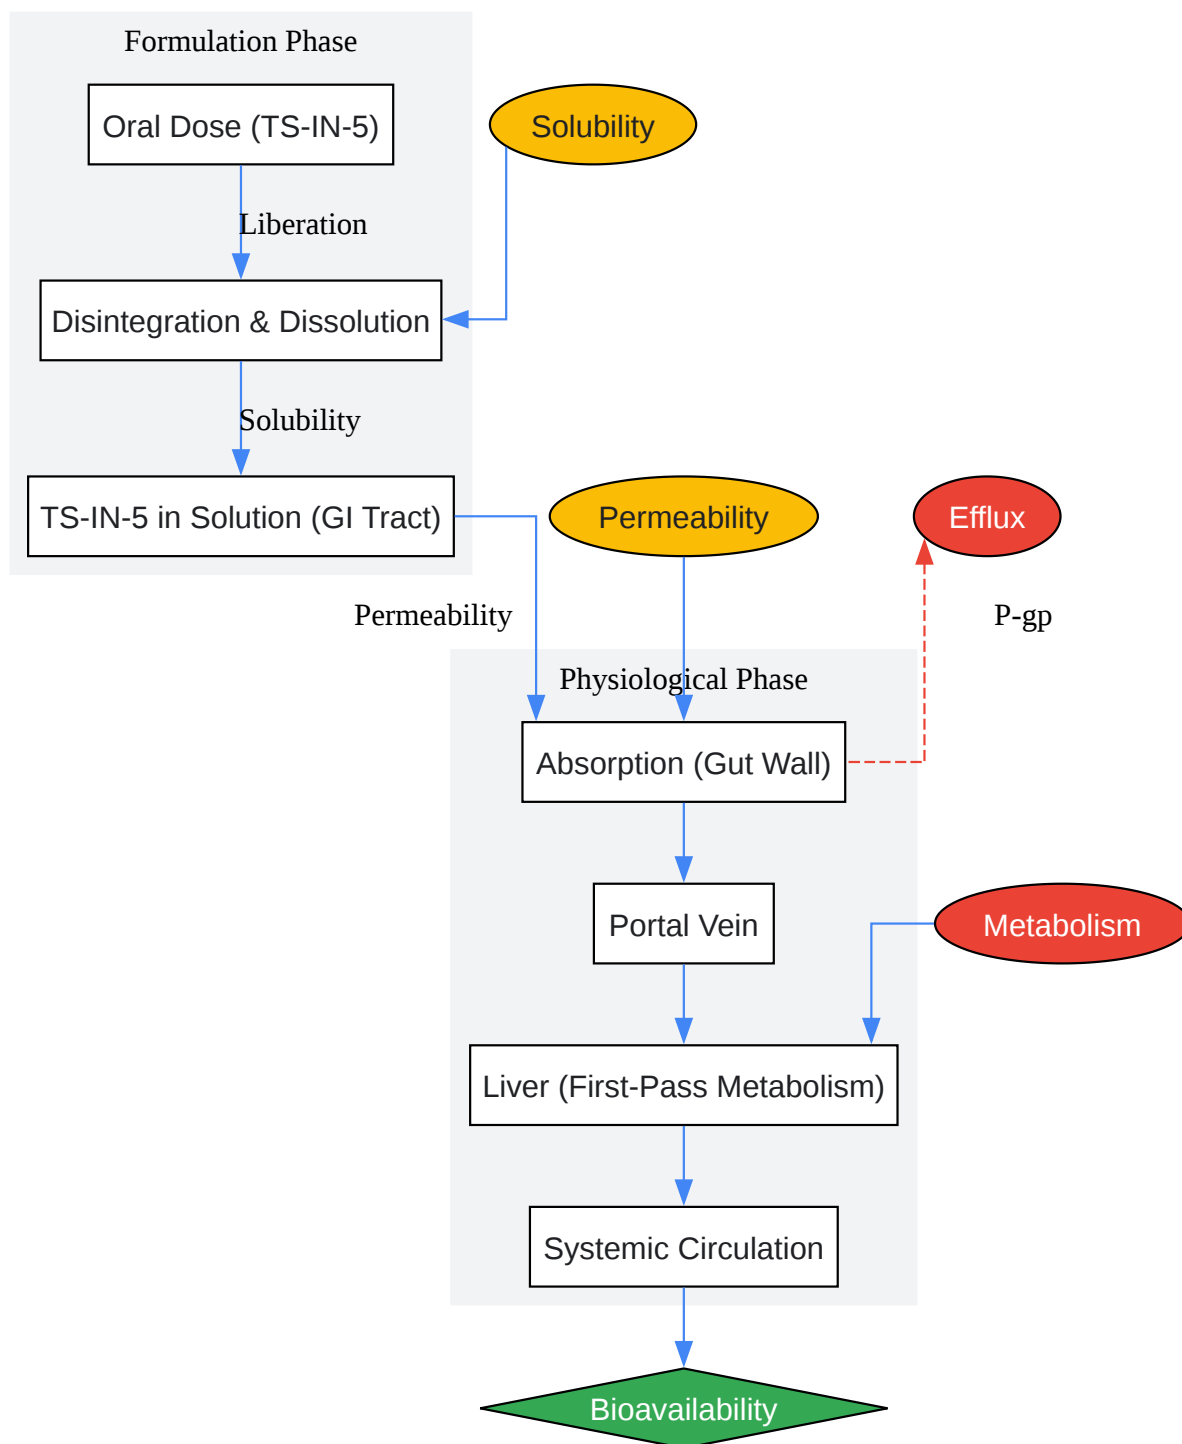 Formulation Phase
Oral Dose (TS-IN-5)
Solubility
Liberation
Disintegration & Dissolution
Solubility
TS-IN-5 in Solution (GI Tract)
Permeability
Efflux
Permeability
P-gp
Physiological Phase
Absorption (Gut Wall)
Portal Vein
Metabolism
Liver (First-Pass Metabolism)
Systemic Circulation
Bioavailability